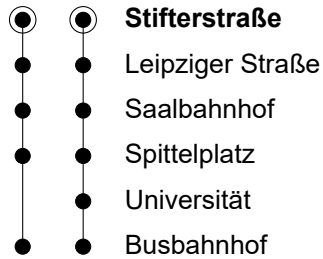 Stifterstraße
Leipziger Straße
Saalbahnhof
Spittelplatz
Universität
Busbahnhof